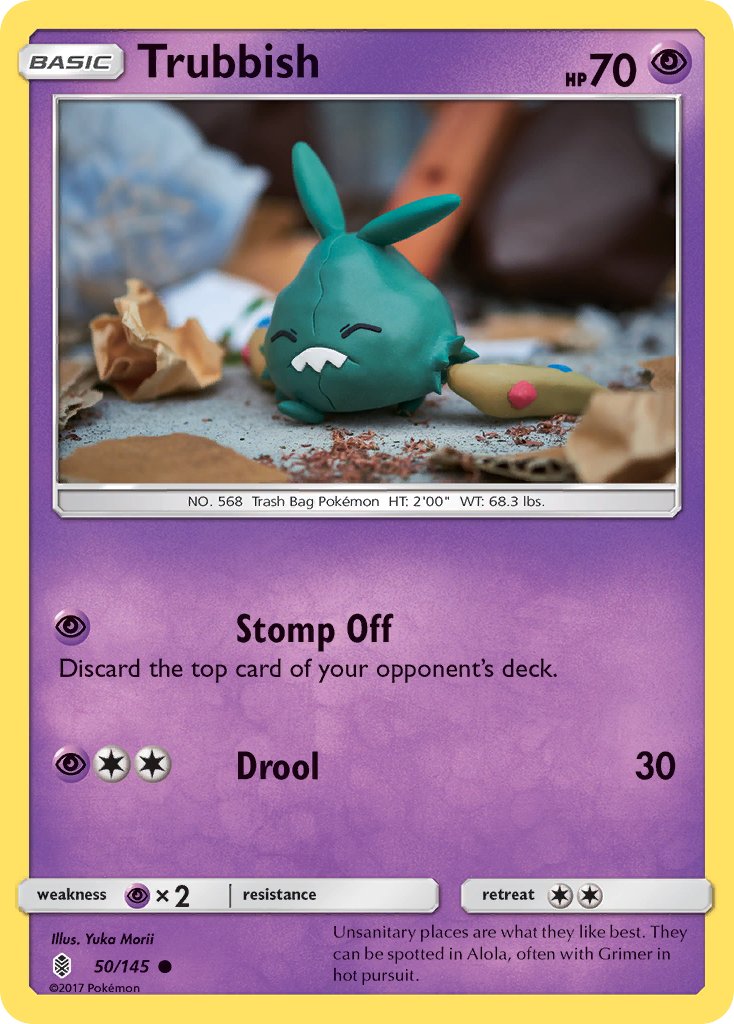 BASIC Trubbish HP 70
NO. 568 Trash Bag Pokémon HT: 2'00" WT: 68.3 lbs.
Stomp Off
Discard the top card of your opponent's deck.
Drool 30
weakness × 2 resistance retreat
Illus. Yuka Morii
50/145
©2017 Pokémon
Unsanitary places are what they like best. They
can be spotted in Alola, often with Grimer in
hot pursuit.